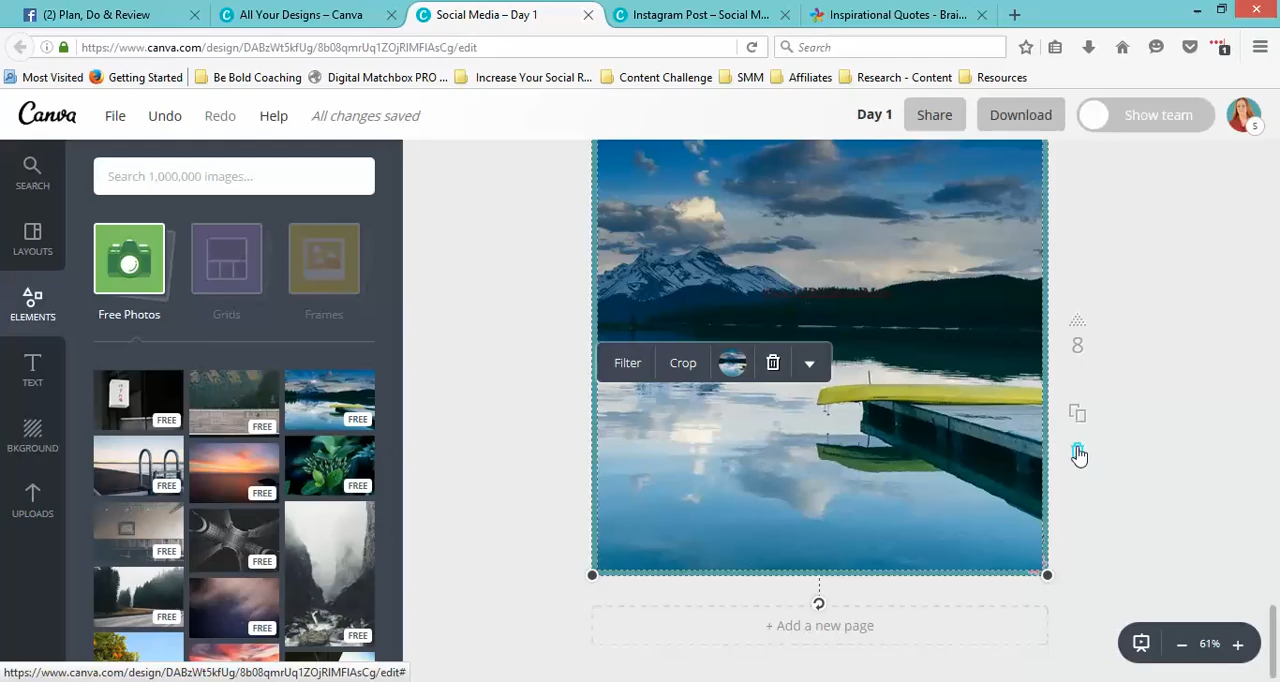 (2) Plan, Do & Review
All Your Designs – Canva
Social Media – Day 1
Instagram Post – Social M...
Inspirational Quotes - Brai...
https://www.canva.com/design/DABzWt5kfUg/8b08qmrUq1ZOjRlMFIAsCg/edit
Search
1
Most Visited
Getting Started
Be Bold Coaching
Digital Matchbox PRO ...
Increase Your Social R...
Content Challenge
SMM
Affiliates
Research - Content
Resources
Canva
File
Undo
Redo
Help
All changes saved
Day 1
Share
Download
Show team
S
SEARCH
LAYOUTS
ELEMENTS
TEXT
BKGROUND
UPLOADS
Search 1,000,000 images...
Free Photos
Grids
Frames
FREE
FREE
FREE
FREE
FREE
FREE
FREE
FREE
FREE
FREE
FREE
Filter
Crop
8
+ Add a new page
61%
https://www.canva.com/design/DABzWt5kfUg/8b08qmrUq1ZOjRlMFIAsCg/edit#